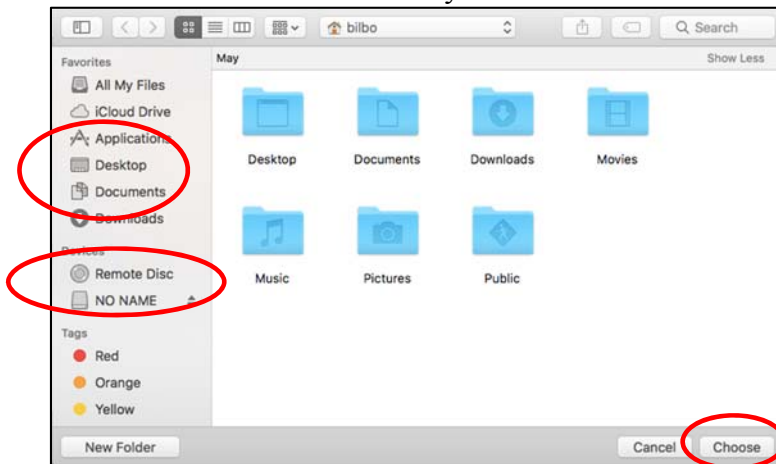 bilbo
Search
Favorites
May
Show Less
All My Files
iCloud Drive
Applications
Desktop
Documents
Downloads
Devices
Remote Disc
NO NAME
Tags
Red
Orange
Yellow
Desktop
Documents
Downloads
Movies
Music
Pictures
Public
New Folder
Cancel
Choose